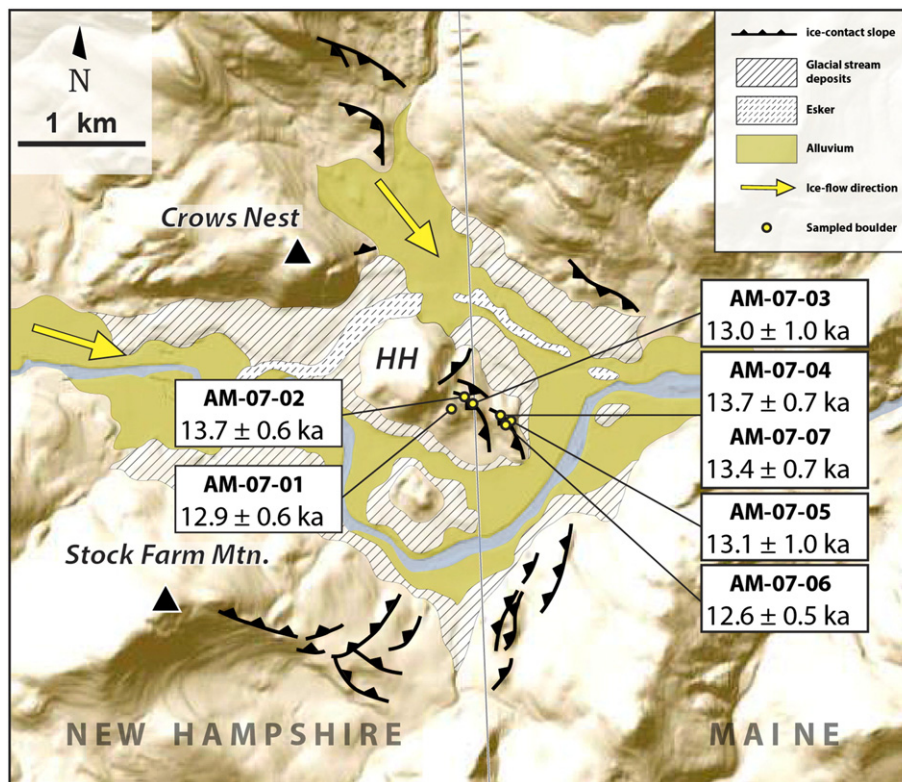 N
1 km
ice-contact slope
Glacial stream
deposits
Esker
Alluvium
Ice-flow direction
Sampled boulder
Crows Nest
HH
AM-07-03
13.0 ± 1.0 ka
AM-07-04
13.7 ± 0.7 ka
AM-07-07
13.4 ± 0.7 ka
AM-07-02
13.7 ± 0.6 ka
AM-07-01
12.9 ± 0.6 ka
AM-07-05
13.1 ± 1.0 ka
AM-07-06
12.6 ± 0.5 ka
Stock Farm Mtn.
NEW HAMPSHIRE
MAINE